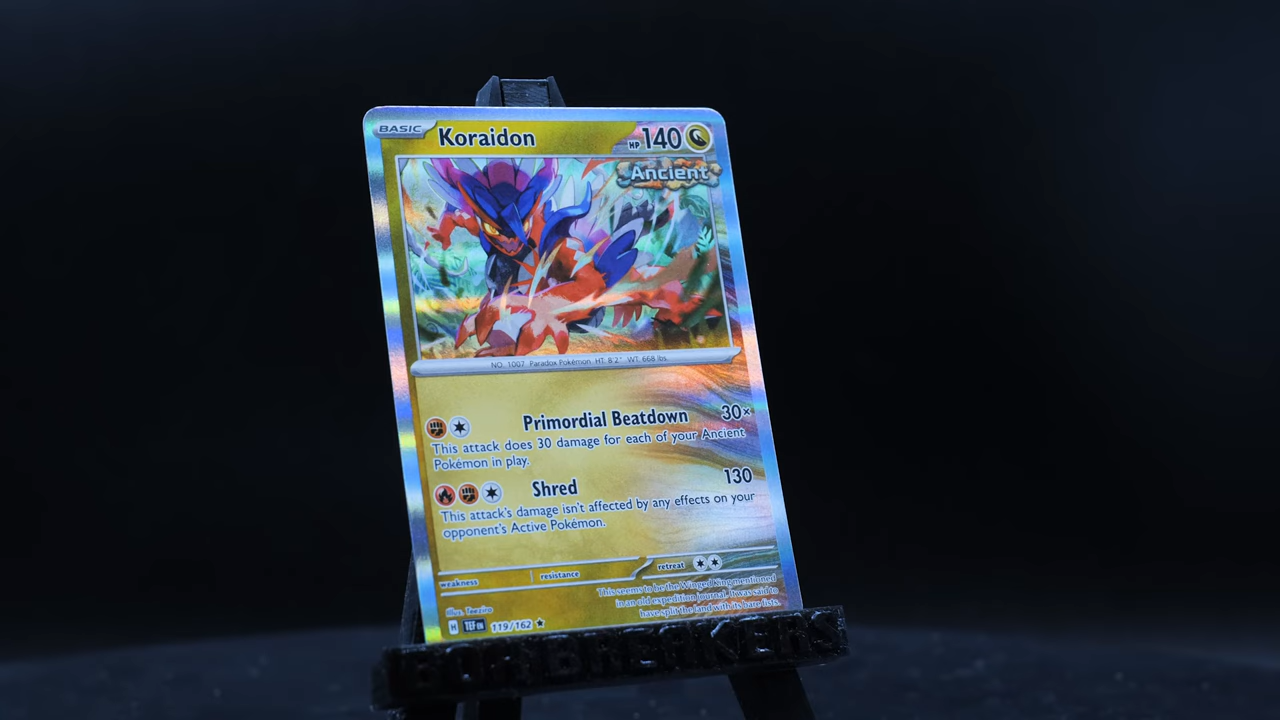 BASIC Koraidon HP 140
Ancient
NO. 1007 Paradox Pokémon HT: 8'2" WT: 668 lbs.
Primordial Beatdown 30×
This attack does 30 damage for each of your Ancient
Pokémon in play.
Shred 130
This attack's damage isn't affected by any effects on your
opponent's Active Pokémon.
weakness resistance retreat
This seems to be the Winged King mentioned
in an old expedition journal. It was said to
have split the land with its bare fists.
Illus. Teeziro
H TEF EN 119/162
BOX BREAKERS